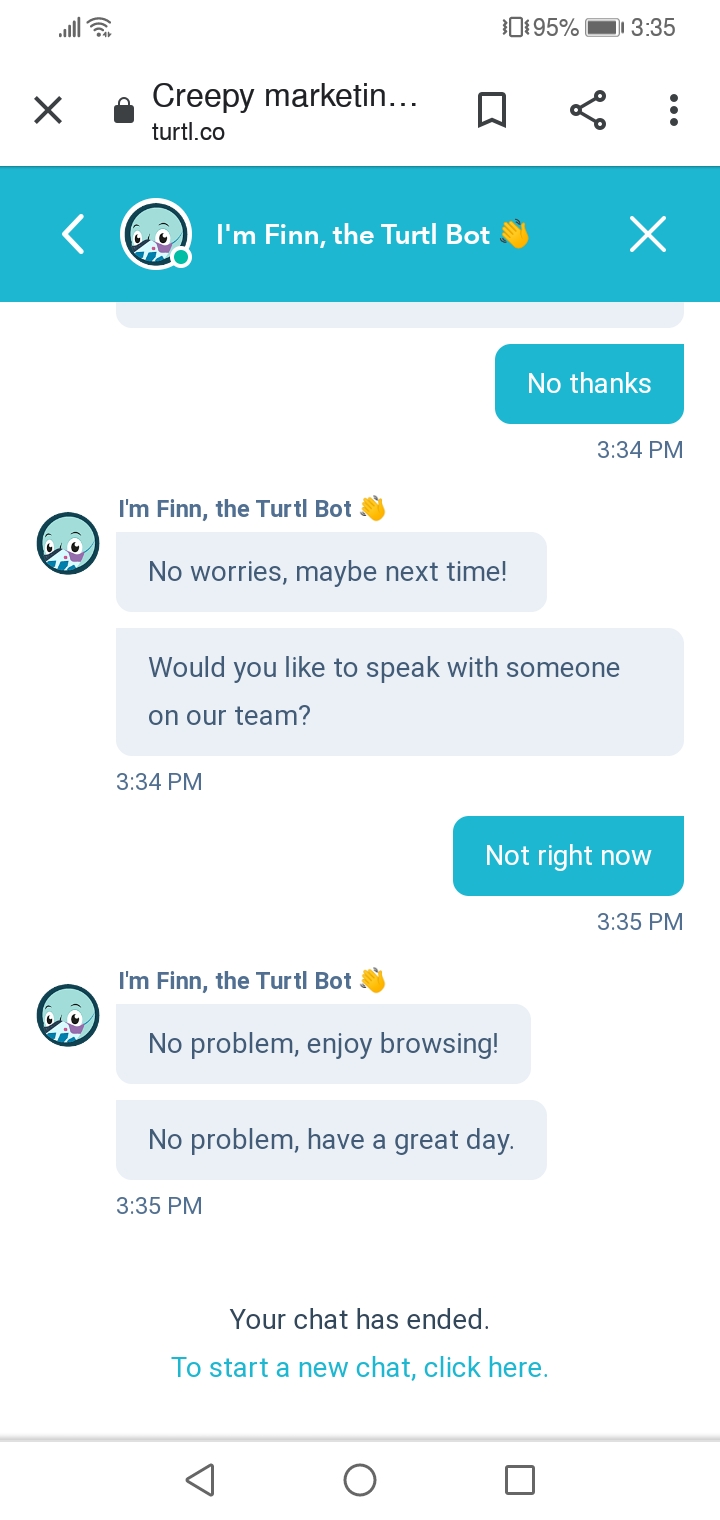 95% 3:35
Creepy marketin...
turtl.co
I'm Finn, the Turtl Bot 👋
No thanks
3:34 PM
I'm Finn, the Turtl Bot 👋
No worries, maybe next time!
Would you like to speak with someone
on our team?
3:34 PM
Not right now
3:35 PM
I'm Finn, the Turtl Bot 👋
No problem, enjoy browsing!
No problem, have a great day.
3:35 PM
Your chat has ended.
To start a new chat, click here.